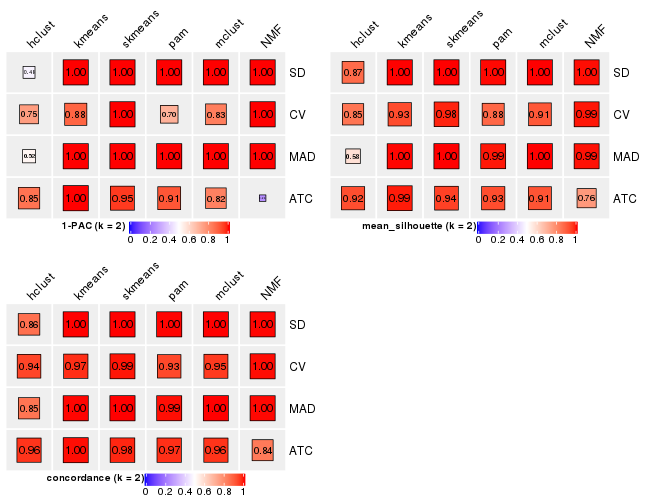 hclust kmeans skmeans pam mclust NMF
0.41 1.00 1.00 1.00 1.00 1.00 SD
0.75 0.88 1.00 0.70 0.83 1.00 CV
0.52 1.00 1.00 1.00 1.00 1.00 MAD
0.85 1.00 0.95 0.91 0.82 ATC
1-PAC (k = 2)
0 0.2 0.4 0.6 0.8 1
hclust kmeans skmeans pam mclust NMF
0.87 1.00 1.00 1.00 1.00 1.00 SD
0.85 0.93 0.98 0.88 0.91 0.99 CV
0.58 1.00 1.00 0.99 1.00 0.99 MAD
0.92 0.99 0.94 0.93 0.91 0.76 ATC
mean_silhouette (k = 2)
0 0.2 0.4 0.6 0.8 1
hclust kmeans skmeans pam mclust NMF
0.86 1.00 1.00 1.00 1.00 1.00 SD
0.94 0.97 0.99 0.93 0.95 1.00 CV
0.85 1.00 1.00 0.99 1.00 1.00 MAD
0.96 1.00 0.98 0.97 0.96 0.84 ATC
concordance (k = 2)
0 0.2 0.4 0.6 0.8 1